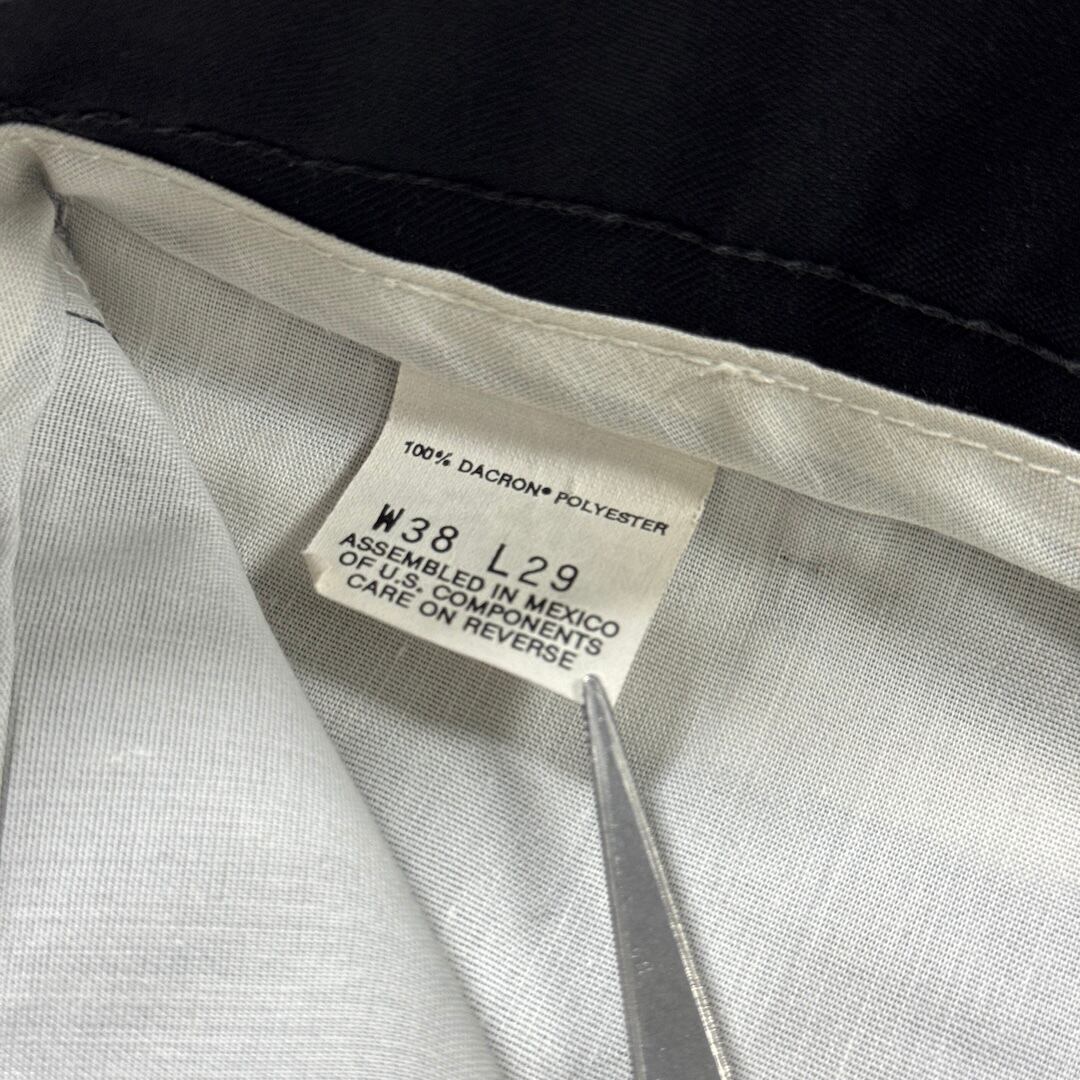 100% DACRON® POLYESTER
W38 L29
ASSEMBLED IN MEXICO
OF U.S. COMPONENTS
CARE ON REVERSE